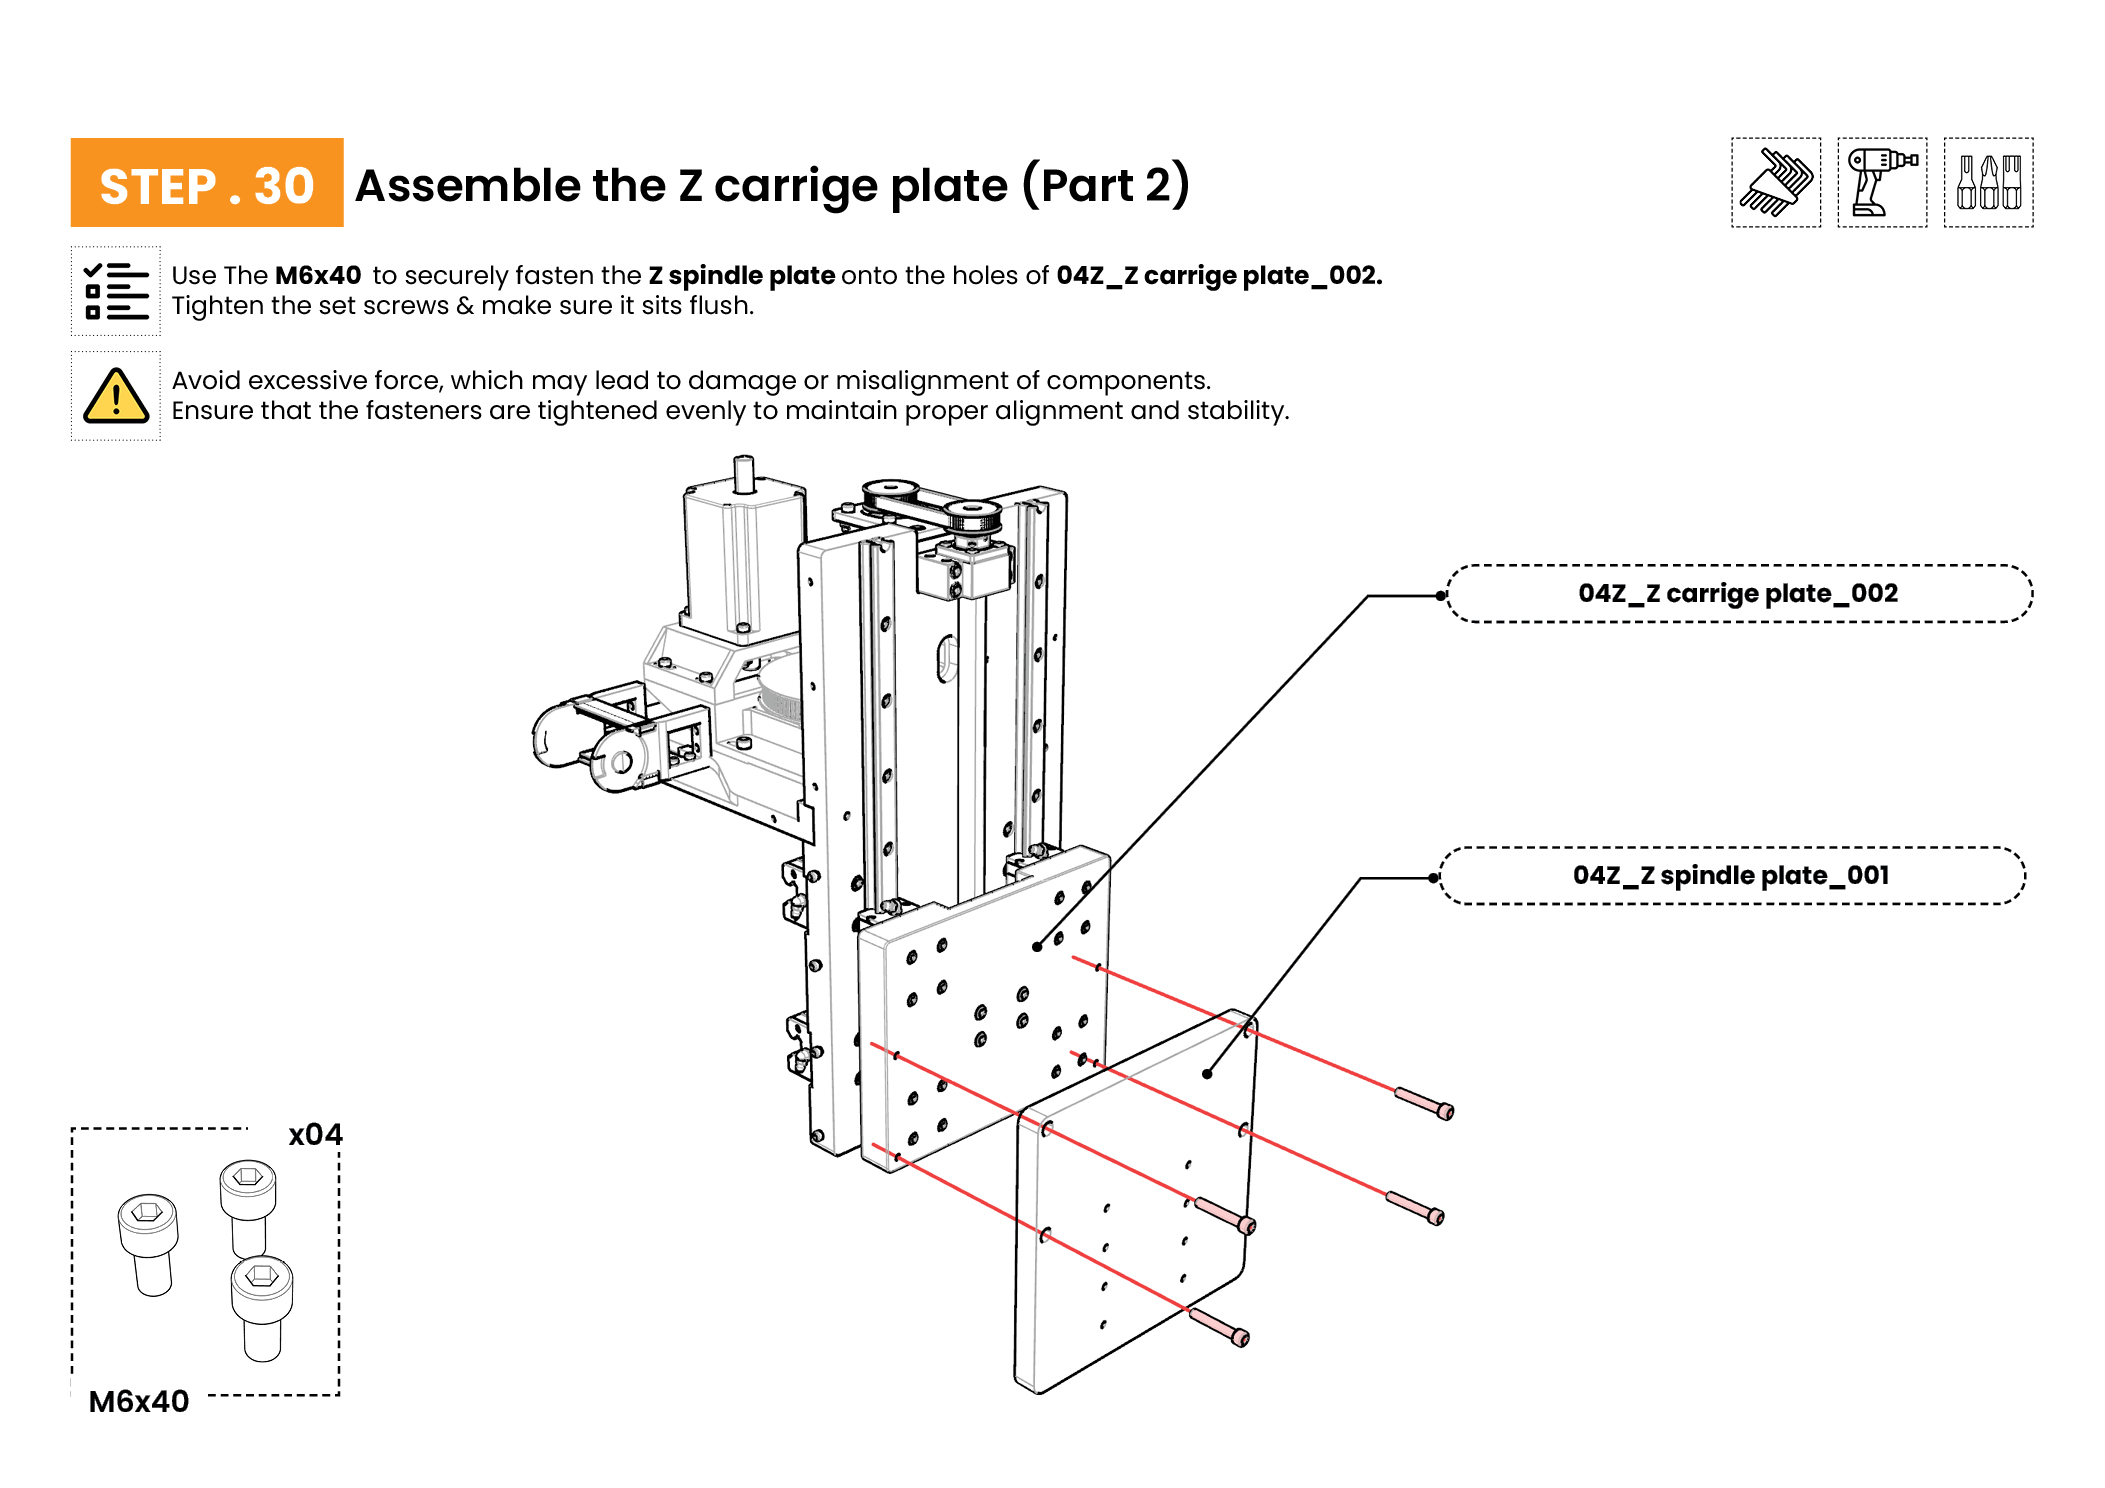 STEP . 30 Assemble the Z carrige plate (Part 2)
Use The M6x40 to securely fasten the Z spindle plate onto the holes of 04Z_Z carrige plate_002.
Tighten the set screws & make sure it sits flush.
Avoid excessive force, which may lead to damage or misalignment of components.
Ensure that the fasteners are tightened evenly to maintain proper alignment and stability.
04Z_Z carrige plate_002
04Z_Z spindle plate_001
x04
M6x40